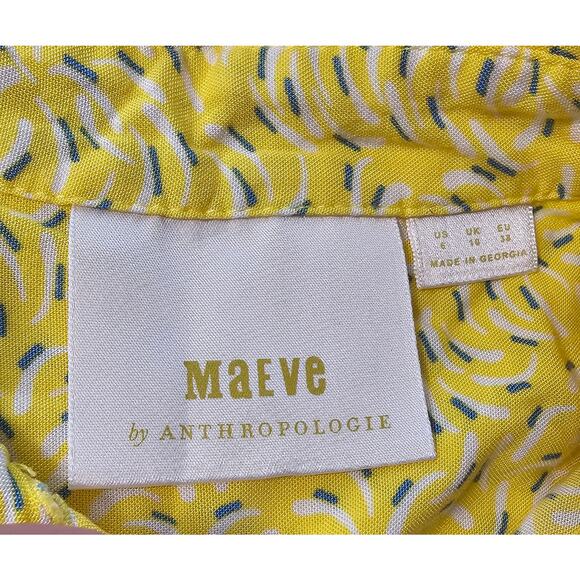 MaEve
by ANTHROPOLOGIE
US UK EU
6 10 38
MADE IN GEORGIA